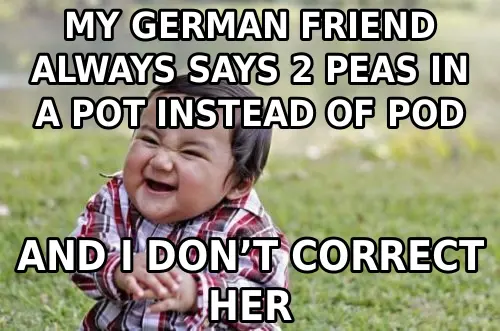 MY GERMAN FRIEND
ALWAYS SAYS 2 PEAS IN
A POT INSTEAD OF POD
AND I DON'T CORRECT
HER